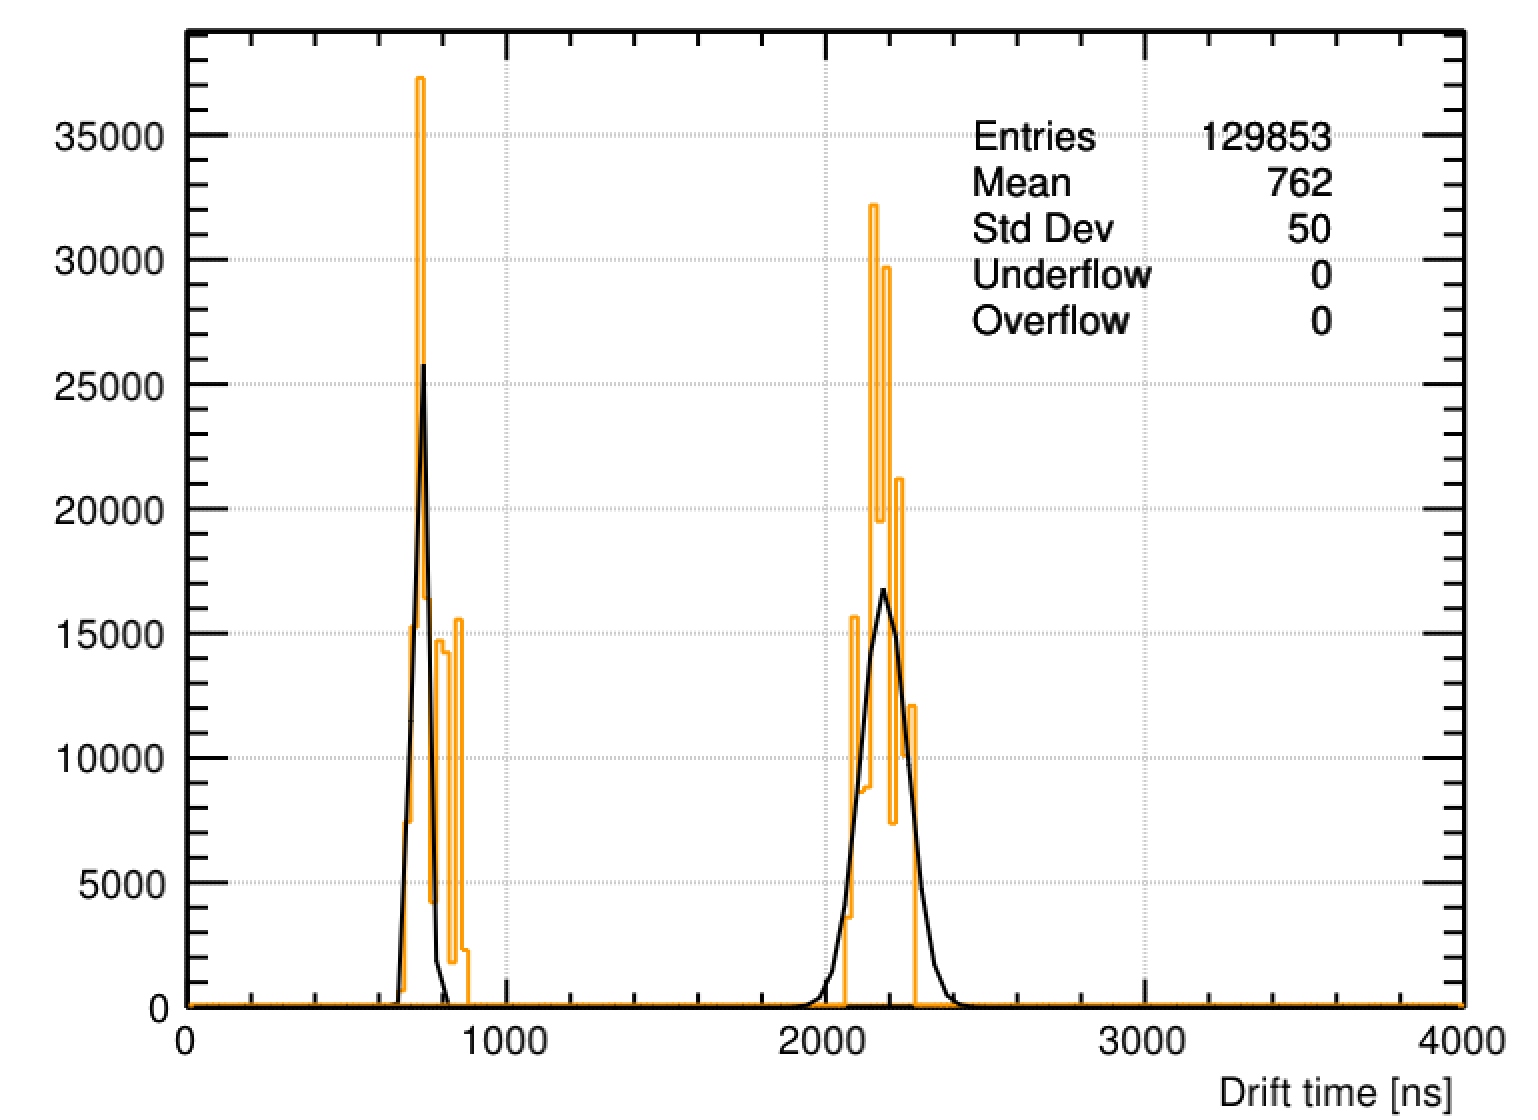 35000
30000
25000
20000
15000
10000
5000
0
Entries 129853
Mean 762
Std Dev 50
Underflow 0
Overflow 0
0 1000 2000 3000 4000
Drift time [ns]